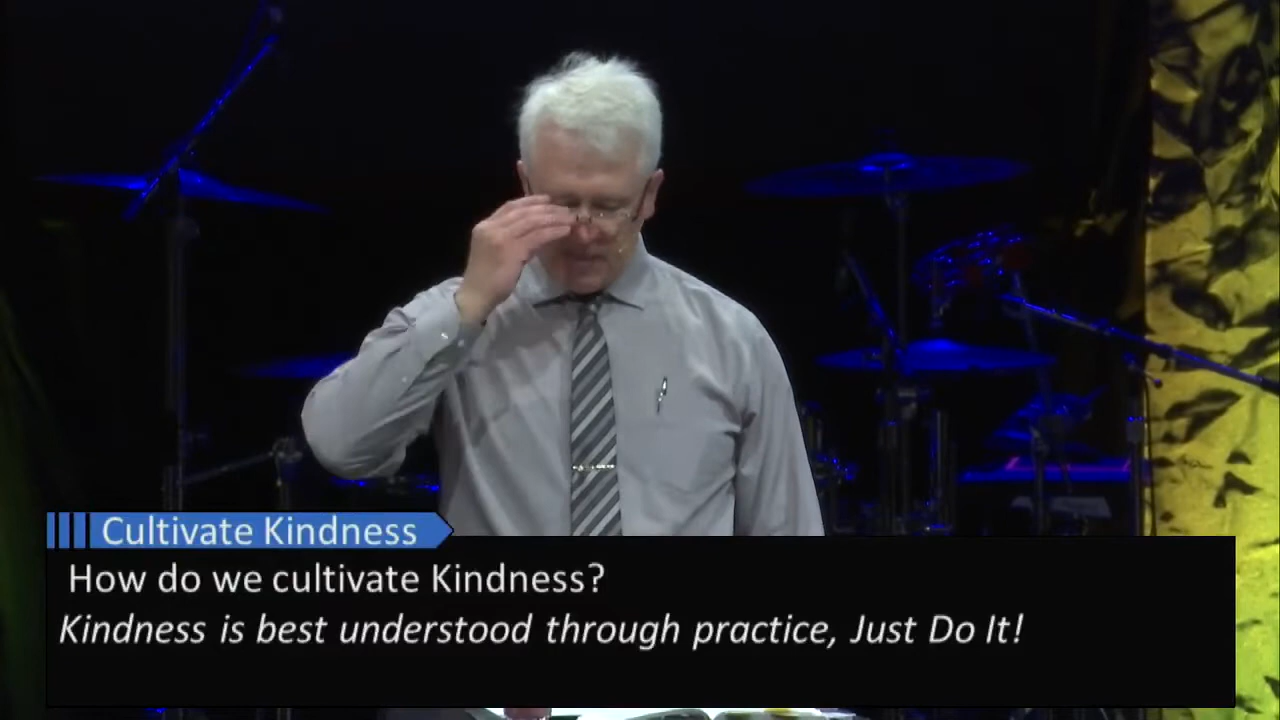 Cultivate Kindness
How do we cultivate Kindness?
Kindness is best understood through practice, Just Do It!